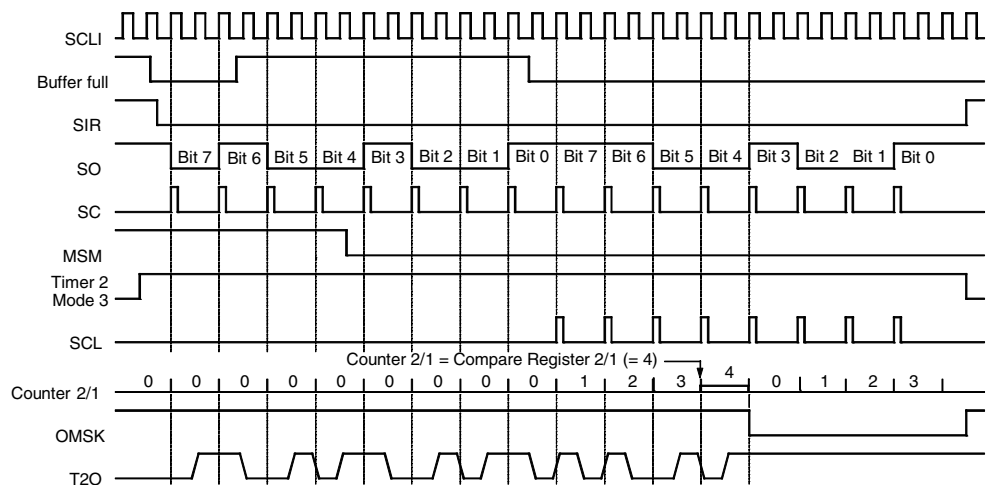 SCLI
Buffer full
SIR
SO
Bit 7 Bit 6 Bit 5 Bit 4 Bit 3 Bit 2 Bit 1 Bit 0 Bit 7 Bit 6 Bit 5 Bit 4 Bit 3 Bit 2 Bit 1 Bit 0
SC
MSM
Timer 2
Mode 3
SCL
Counter 2/1 = Compare Register 2/1 (= 4)
Counter 2/1
0 0 0 0 0 0 0 0 0 1 2 3 4 0 1 2 3
OMSK
T2O